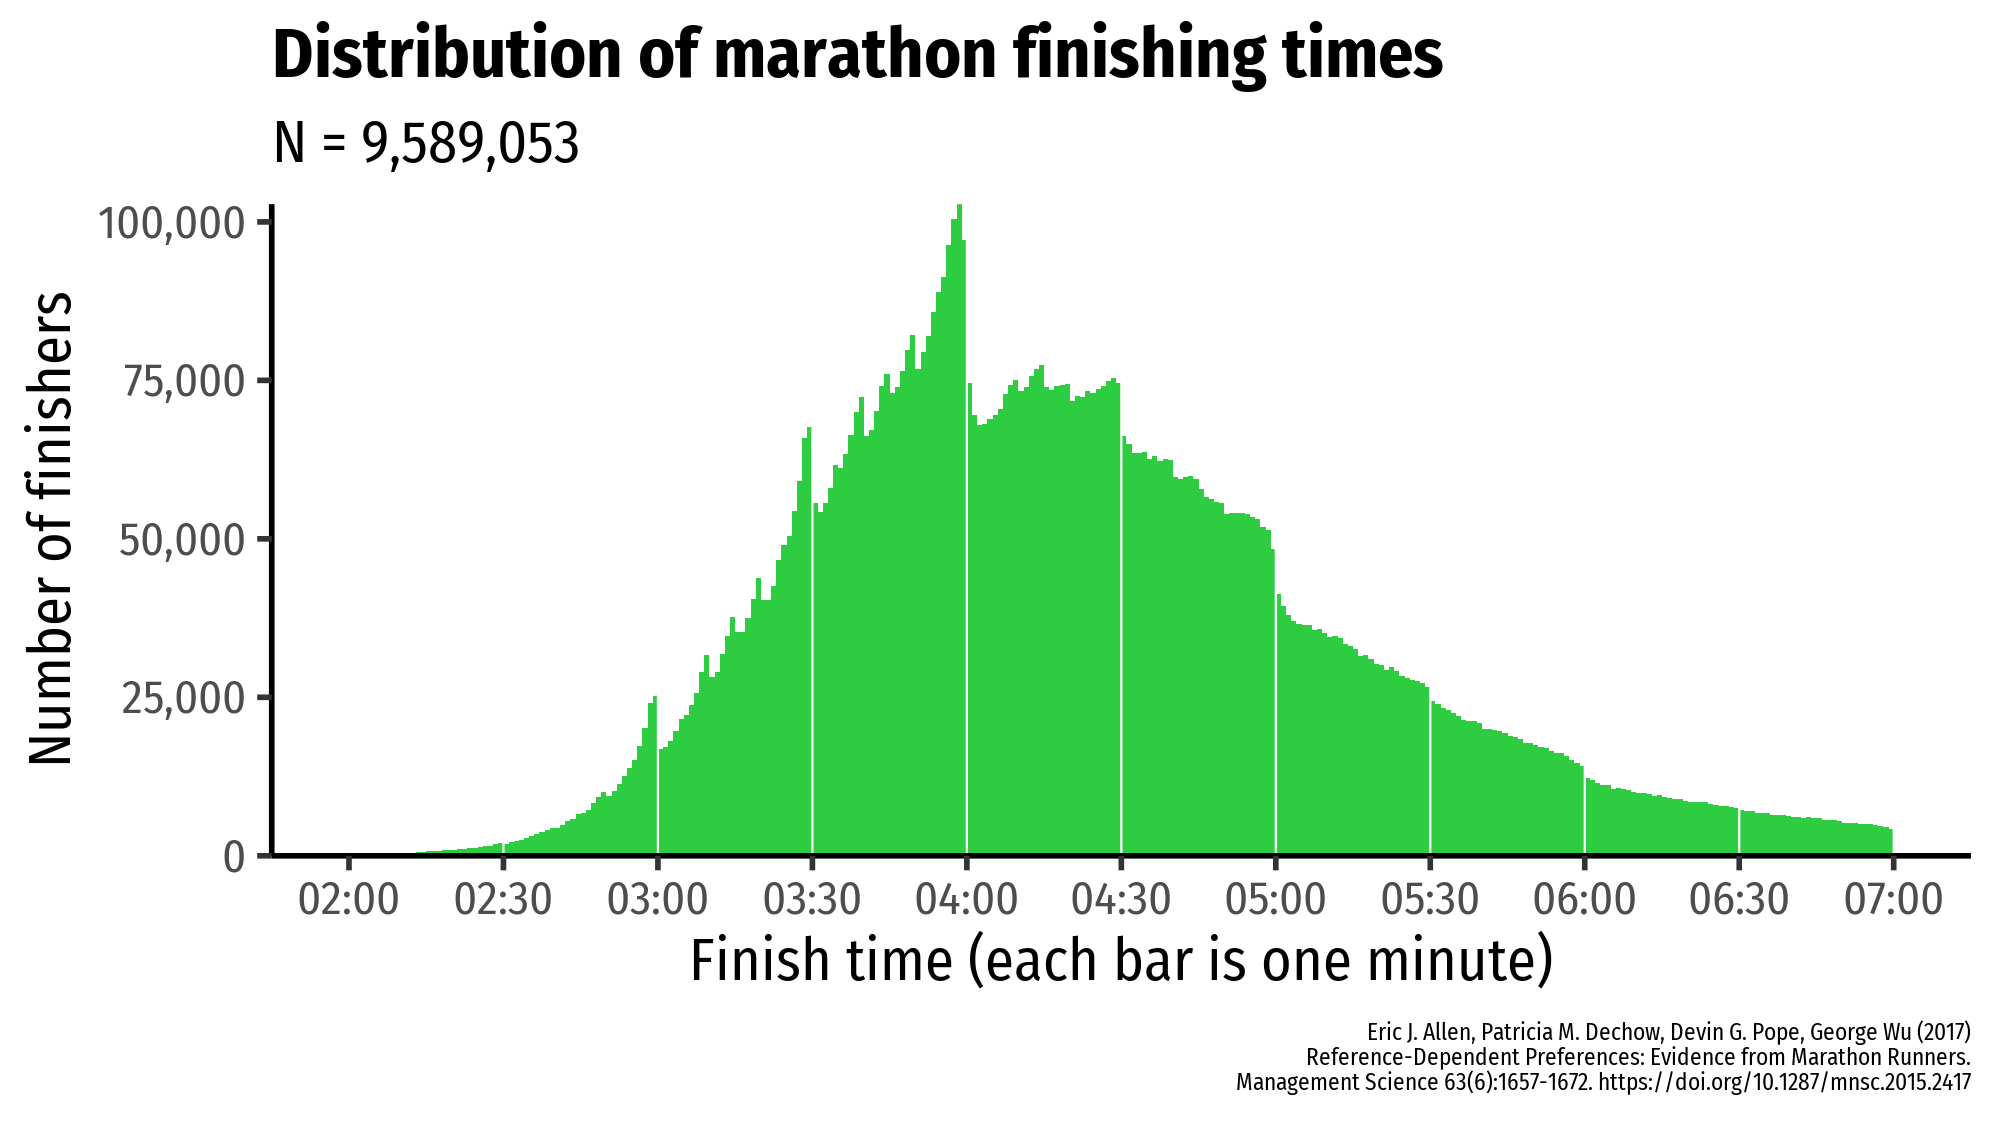 Distribution of marathon finishing times
N = 9,589,053
Number of finishers
100,000
75,000
50,000
25,000
0
02:00 02:30 03:00 03:30 04:00 04:30 05:00 05:30 06:00 06:30 07:00
Finish time (each bar is one minute)
Eric J. Allen, Patricia M. Dechow, Devin G. Pope, George Wu (2017)
Reference-Dependent Preferences: Evidence from Marathon Runners.
Management Science 63(6):1657-1672. https://doi.org/10.1287/mnsc.2015.2417